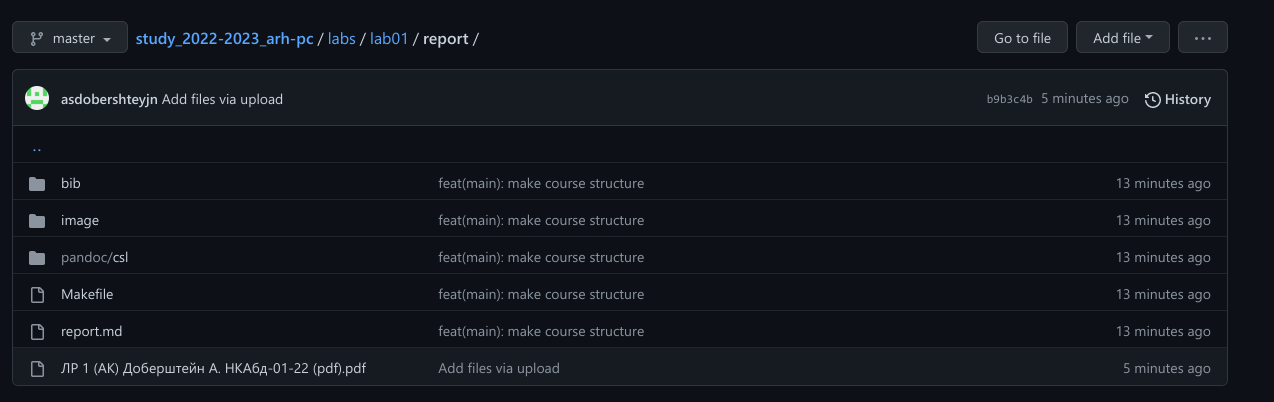 master study_2022-2023_arh-pc / labs / lab01 / report / Go to file Add file ...
asdobershteyjn Add files via upload b9b3c4b 5 minutes ago History
..
bib feat(main): make course structure 13 minutes ago
image feat(main): make course structure 13 minutes ago
pandoc/csl feat(main): make course structure 13 minutes ago
Makefile feat(main): make course structure 13 minutes ago
report.md feat(main): make course structure 13 minutes ago
ЛР 1 (АК) Доберштейн А. НКАбд-01-22 (pdf).pdf Add files via upload 5 minutes ago